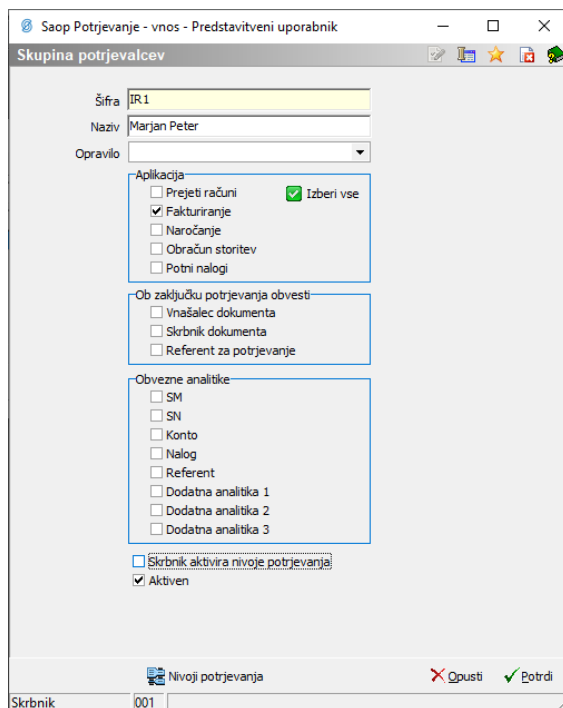 Saop Potrjevanje - vnos - Predstavitveni uporabnik
Skupina potrjevalcev
Šifra IR1
Naziv Marjan Peter
Opravilo
Aplikacija
Prejeti računi Izberi vse
Fakturiranje
Naročanje
Obračun storitev
Potni nalogi
Ob zaključku potrjevanja obvesti
Vnašalec dokumenta
Skrbnik dokumenta
Referent za potrjevanje
Obvezne analitike
SM
SN
Konto
Nalog
Referent
Dodatna analitika 1
Dodatna analitika 2
Dodatna analitika 3
Skrbnik aktivira nivoje potrjevanja
Aktiven
Nivoji potrjevanja Opusti Potrdi
Skrbnik 001